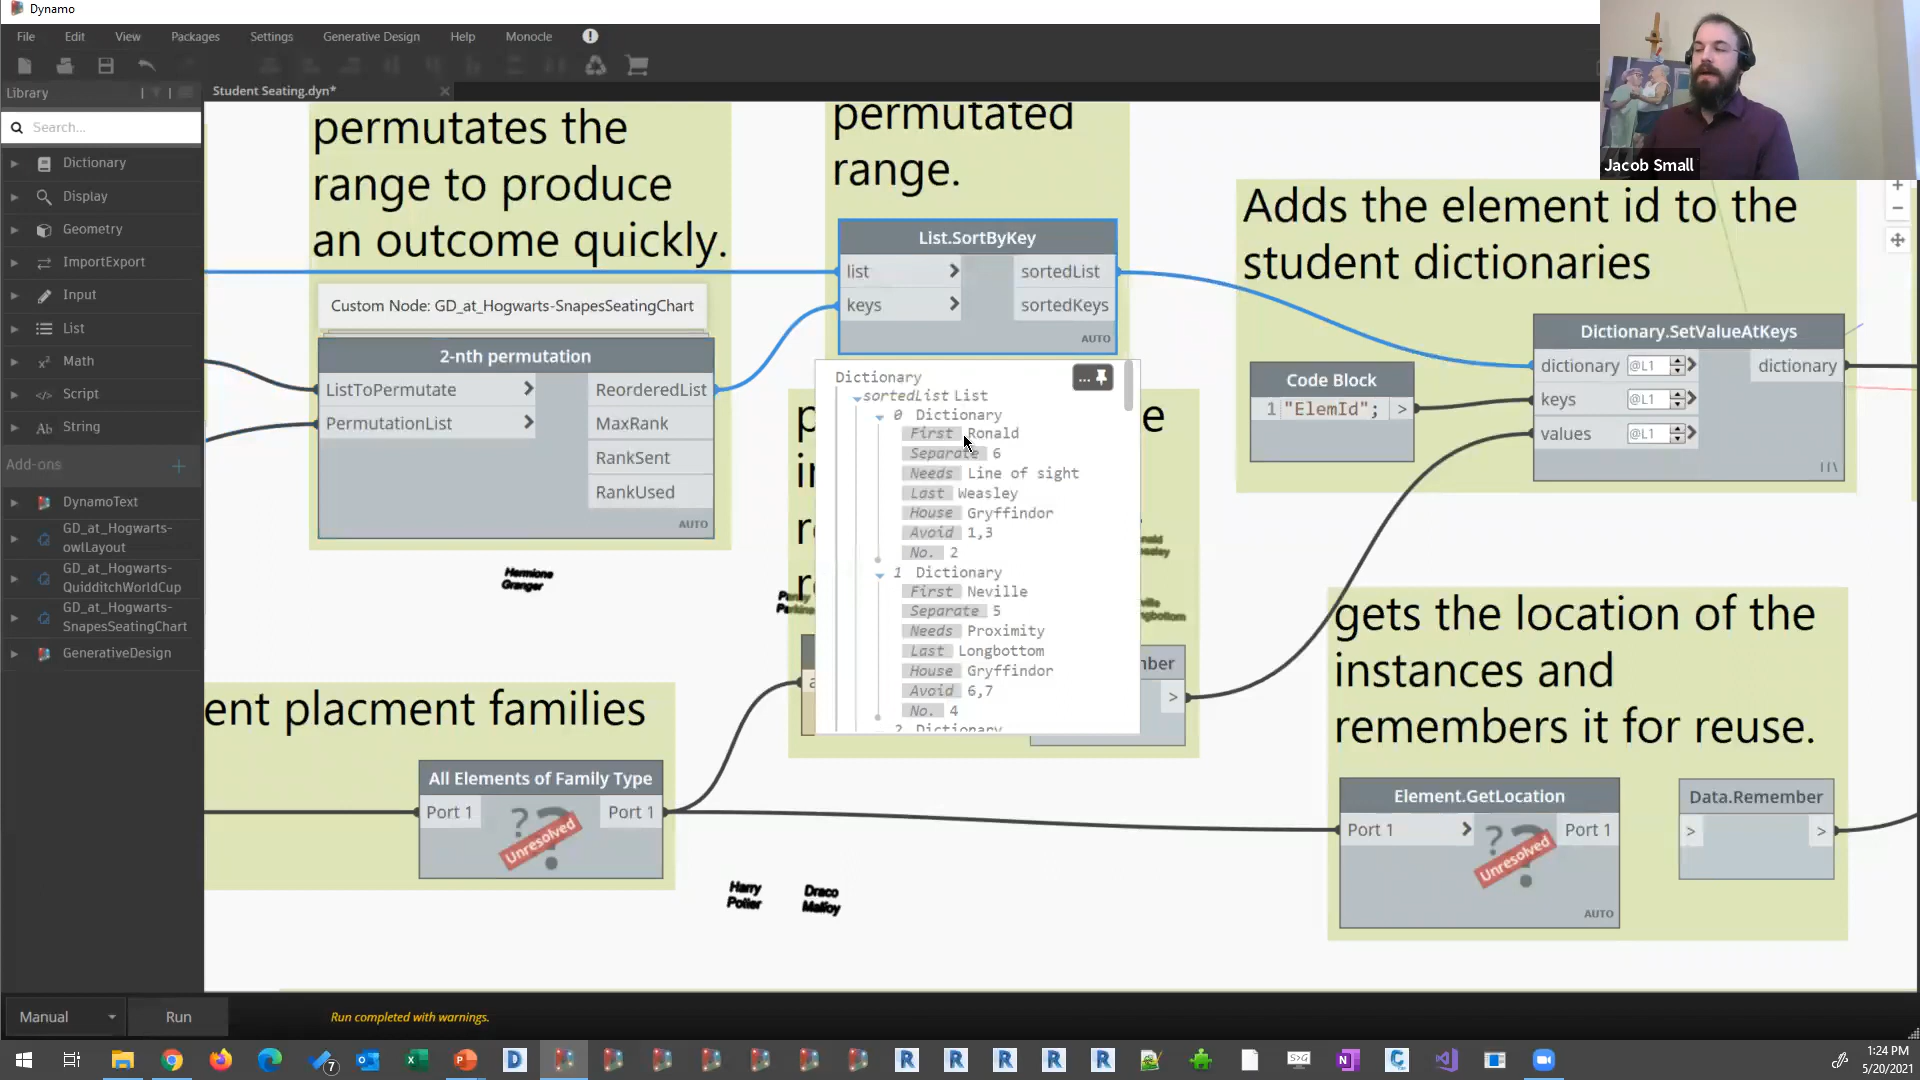 Dynamo
File Edit View Packages Settings Generative Design Help Monocle
Library
Student Seating.dyn*
Search...
Dictionary
Display
Geometry
ImportExport
Input
List
Math
Script
String
Add-ons
DynamoText
GD_at_Hogwarts-
owlLayout
GD_at_Hogwarts-
QuidditchWorldCup
GD_at_Hogwarts-
SnapesSeatingChart
GenerativeDesign
permutates the
range to produce
an outcome quickly.
Custom Node: GD_at_Hogwarts-SnapesSeatingChart
2-nth permutation
ListToPermutate > ReorderedList
PermutationList > MaxRank
RankSent
RankUsed
AUTO
Hermione
Granger
permutated
range.
List.SortByKey
list > sortedList
keys > sortedKeys
AUTO
Dictionary
sortedList List
0 Dictionary
First Ronald
Separate 6
Needs Line of sight
Last Weasley
House Gryffindor
Avoid 1,3
No. 2
1 Dictionary
First Neville
Separate 5
Needs Proximity
Last Longbottom
House Gryffindor
Avoid 6,7
No. 4
2 Dictionary
Adds the element id to the
student dictionaries
Code Block
1 "ElemId"; >
Dictionary.SetValueAtKeys
dictionary @L1 > dictionary
keys @L1 >
values @L1 >
ent placment families
All Elements of Family Type
Port 1 ?? Port 1
Unresolved
Harry
Potter
Draco
Malfoy
gets the location of the
instances and
remembers it for reuse.
Element.GetLocation
Port 1 > ?? Port 1
Unresolved
AUTO
Data.Remember
> >
Jacob Small
Manual
Run
Run completed with warnings.
1:24 PM
5/20/2021